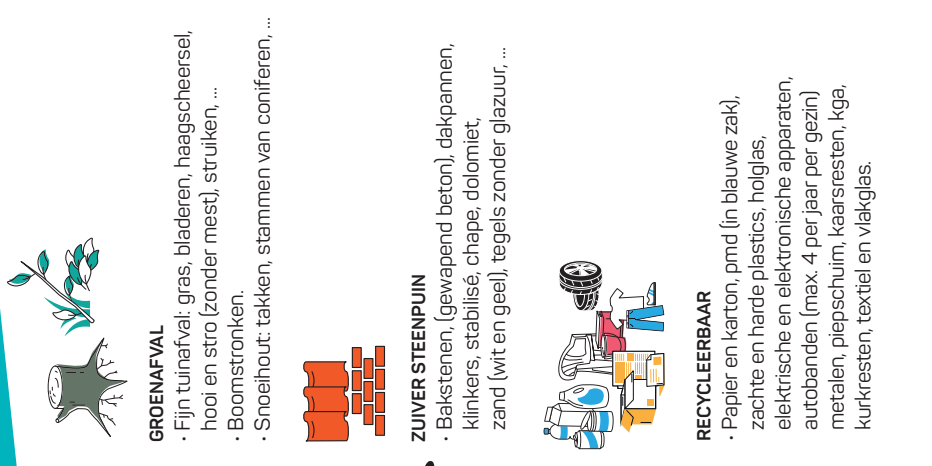 GROENAFVAL
• Fijn tuinafval: gras, bladeren, haagscheersel,
hooi en stro (zonder mest), struiken, ...
• Boomstronken.
• Snoeihout: takken, stammen van coniferen, ...
ZUIVER STEENPUIN
• Bakstenen, (gewapend beton), dakpannen,
klinkers, stabilisé, chape, dolomiet,
zand (wit en geel), tegels zonder glazuur, ...
RECYCLEERBAAR
• Papier en karton, pmd (in blauwe zak),
zachte en harde plastics, holglas,
elektrische en elektronische apparaten,
autobanden (max. 4 per jaar per gezin)
metalen, piepschuim, kaarsresten, kga,
kurkresten, textiel en vlakglas.